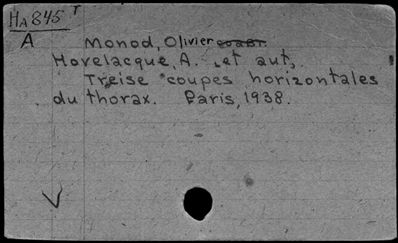 HA845 T
A Monod, Olivier
Hovelacque, A. et aut,
Treise coupes horizontales
du thorax. Paris, 1938.